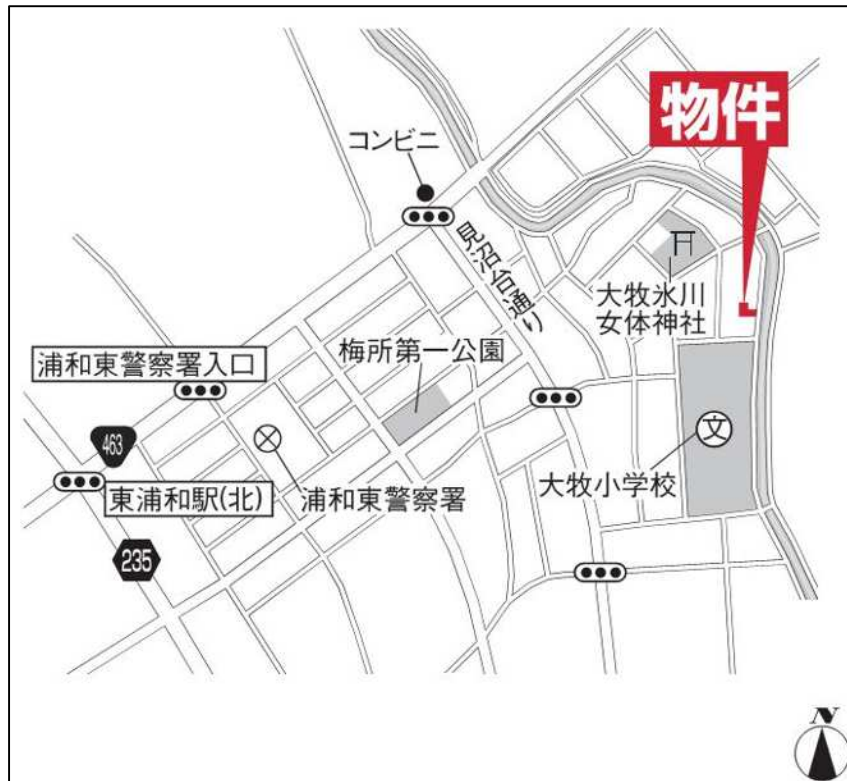 物件
コンビニ
見沼台通り
大牧氷川
女体神社
梅所第一公園
浦和東警察署入口
463
文
大牧小学校
東浦和駅(北)
浦和東警察署
235
N